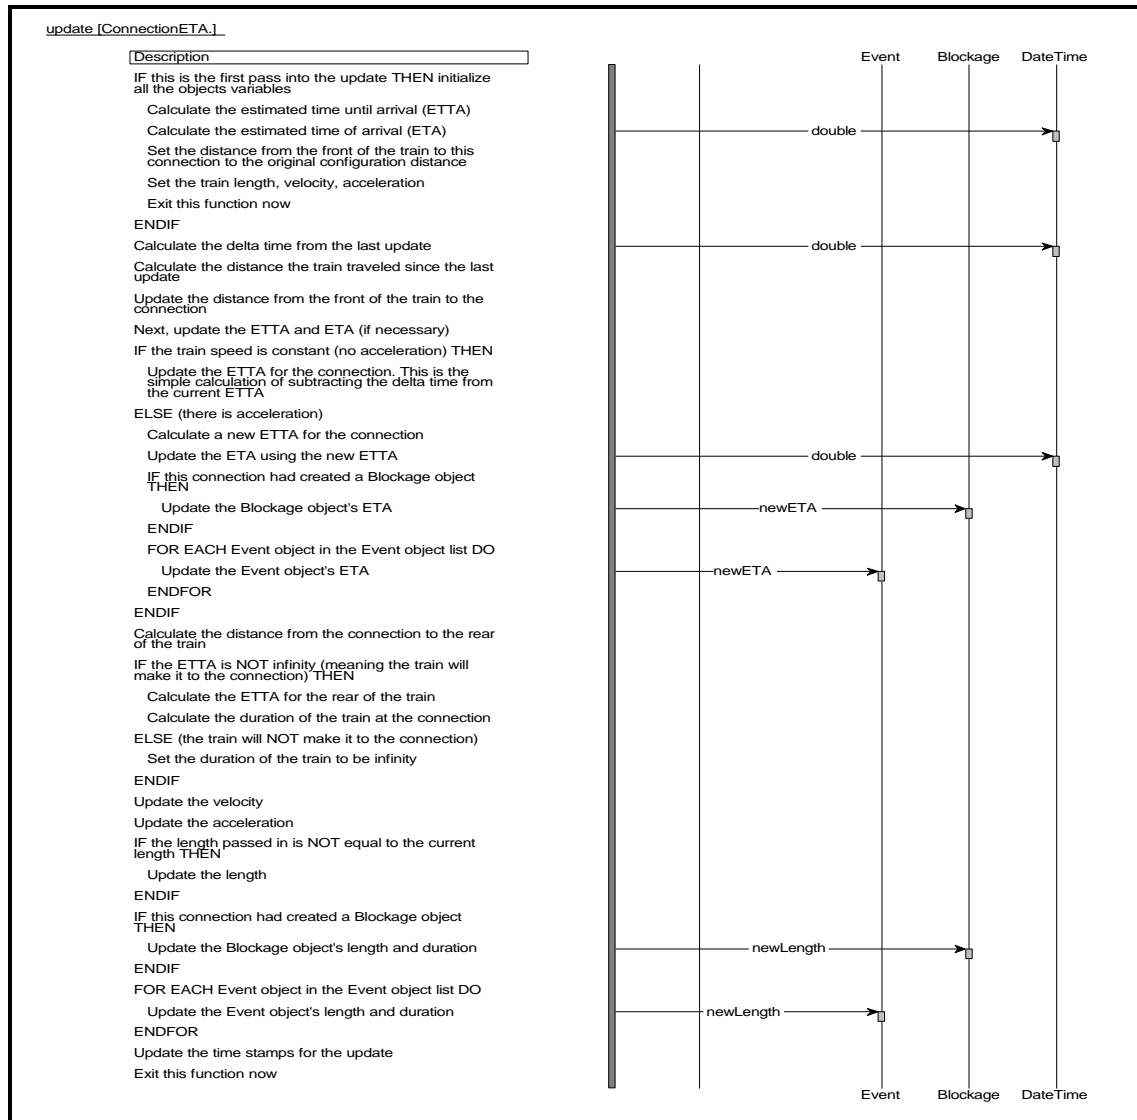 update [ConnectionETA.]
Description
Event Blockage DateTime
IF this is the first pass into the update THEN initialize
all the objects variables
Calculate the estimated time until arrival (ETTA)
Calculate the estimated time of arrival (ETA)
double
Set the distance from the front of the train to this
connection to the original configuration distance
Set the train length, velocity, acceleration
Exit this function now
ENDIF
Calculate the delta time from the last update
double
Calculate the distance the train traveled since the last
update
Update the distance from the front of the train to the
connection
Next, update the ETTA and ETA (if necessary)
IF the train speed is constant (no acceleration) THEN
Update the ETTA for the connection. This is the
simple calculation of subtracting the delta time from
the current ETTA
ELSE (there is acceleration)
Calculate a new ETTA for the connection
Update the ETA using the new ETTA
double
IF this connection had created a Blockage object
THEN
Update the Blockage object's ETA
newETA
ENDIF
FOR EACH Event object in the Event object list DO
Update the Event object's ETA
newETA
ENDFOR
ENDIF
Calculate the distance from the connection to the rear
of the train
IF the ETTA is NOT infinity (meaning the train will
make it to the connection) THEN
Calculate the ETTA for the rear of the train
Calculate the duration of the train at the connection
ELSE (the train will NOT make it to the connection)
Set the duration of the train to be infinity
ENDIF
Update the velocity
Update the acceleration
IF the length passed in is NOT equal to the current
length THEN
Update the length
ENDIF
IF this connection had created a Blockage object
THEN
Update the Blockage object's length and duration
newLength
ENDIF
FOR EACH Event object in the Event object list DO
Update the Event object's length and duration
newLength
ENDFOR
Update the time stamps for the update
Exit this function now
Event Blockage DateTime